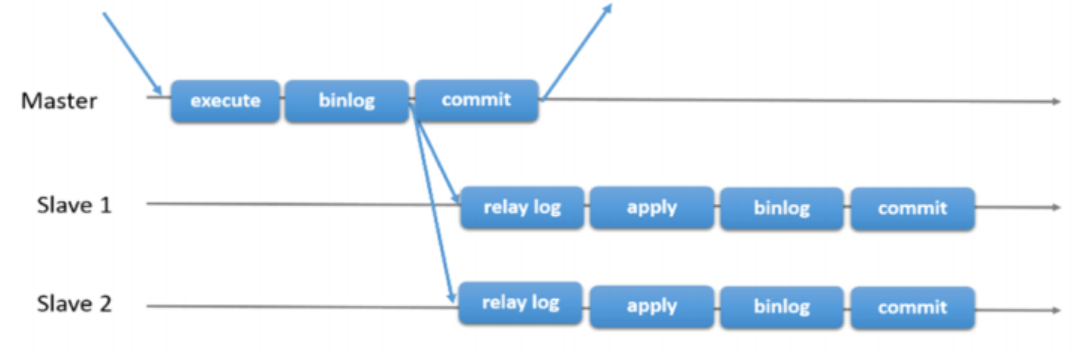 Master execute binlog commit
Slave 1 relay log apply binlog commit
Slave 2 relay log apply binlog commit